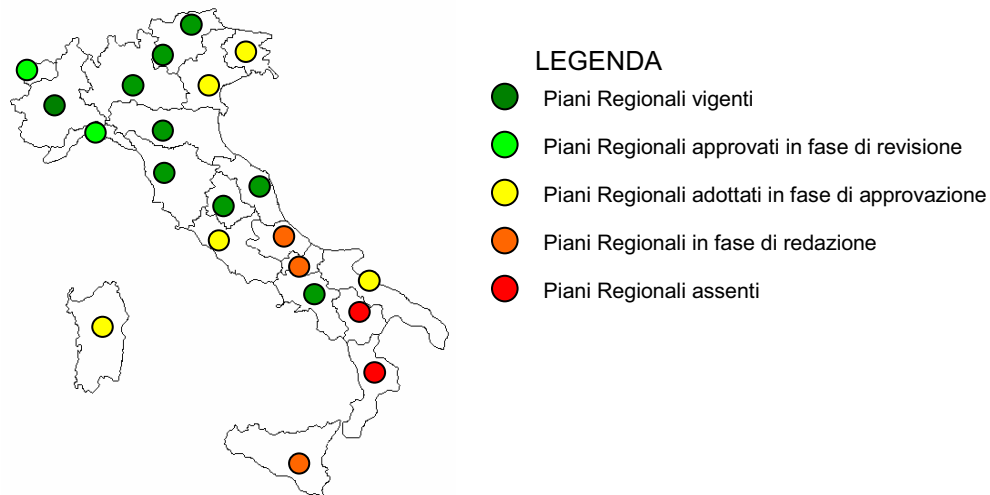 LEGENDA
Piani Regionali vigenti
Piani Regionali approvati in fase di revisione
Piani Regionali adottati in fase di approvazione
Piani Regionali in fase di redazione
Piani Regionali assenti